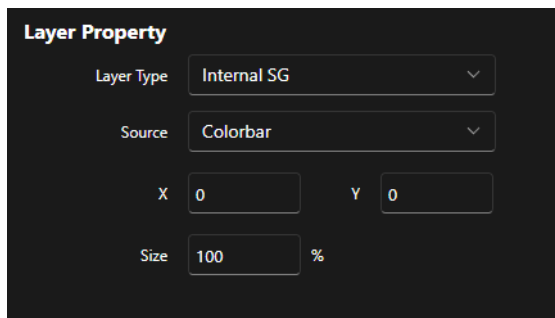 Layer Property
Layer Type Internal SG
Source Colorbar
X 0 Y 0
Size 100 %